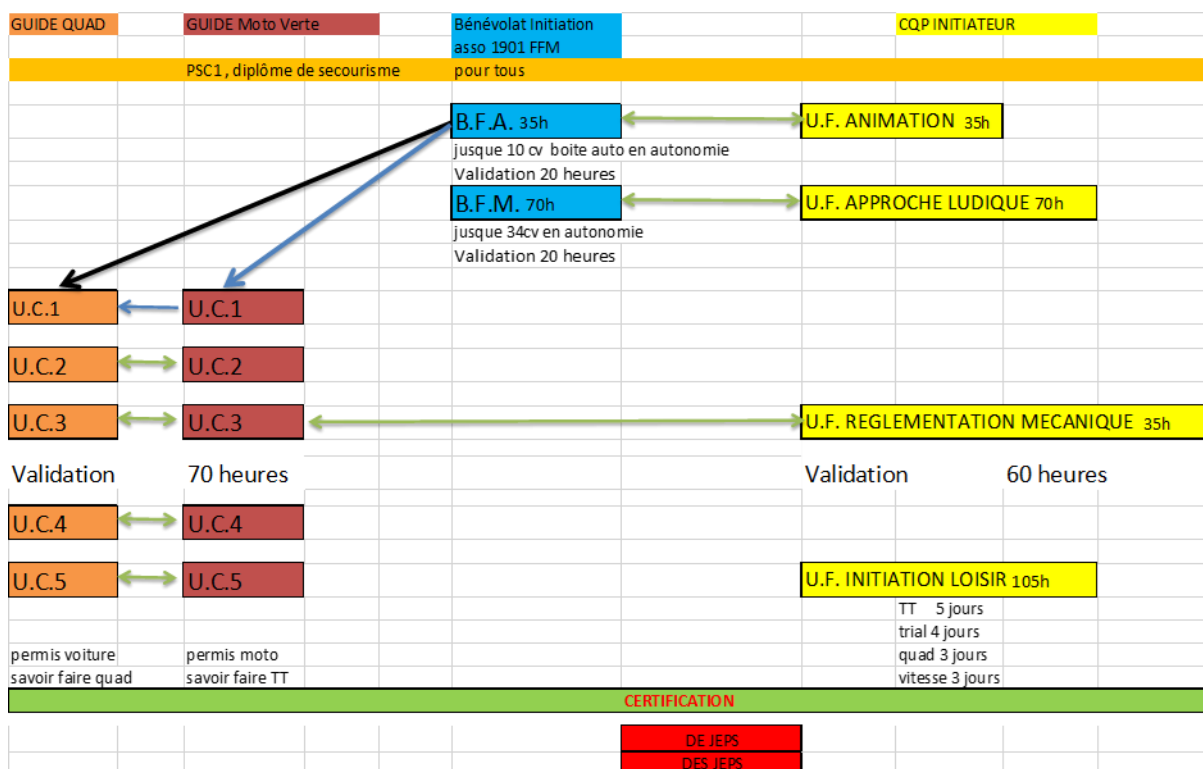 GUIDE QUAD GUIDE Moto Verte Bénévolat Initiation CQP INITIATEUR
asso 1901 FFM
PSC1, diplôme de secourisme pour tous
B.F.A. 35h U.F. ANIMATION 35h
jusque 10 cv boite auto en autonomie
Validation 20 heures
B.F.M. 70h U.F. APPROCHE LUDIQUE 70h
jusque 34cv en autonomie
Validation 20 heures
U.C.1 U.C.1
U.C.2 U.C.2
U.C.3 U.C.3 U.F. REGLEMENTATION MECANIQUE 35h
Validation 70 heures Validation 60 heures
U.C.4 U.C.4
U.C.5 U.C.5 U.F. INITIATION LOISIR 105h
TT 5 jours
trial 4 jours
permis voiture permis moto quad 3 jours
savoir faire quad savoir faire TT vitesse 3 jours
CERTIFICATION
DE JEPS
DES JEPS